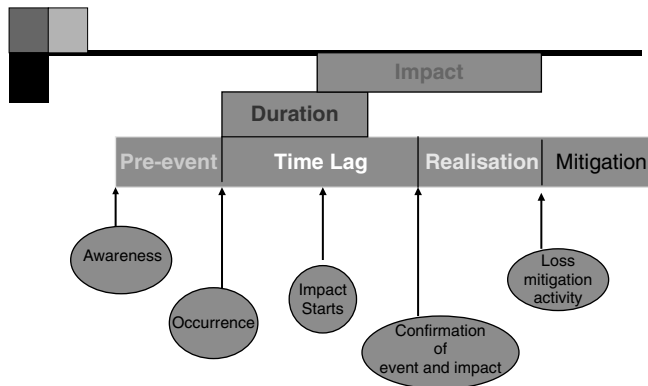 Impact
Duration
Pre-event Time Lag Realisation Mitigation
Awareness
Occurrence
Impact
Starts
Confirmation
of
event and impact
Loss
mitigation
activity